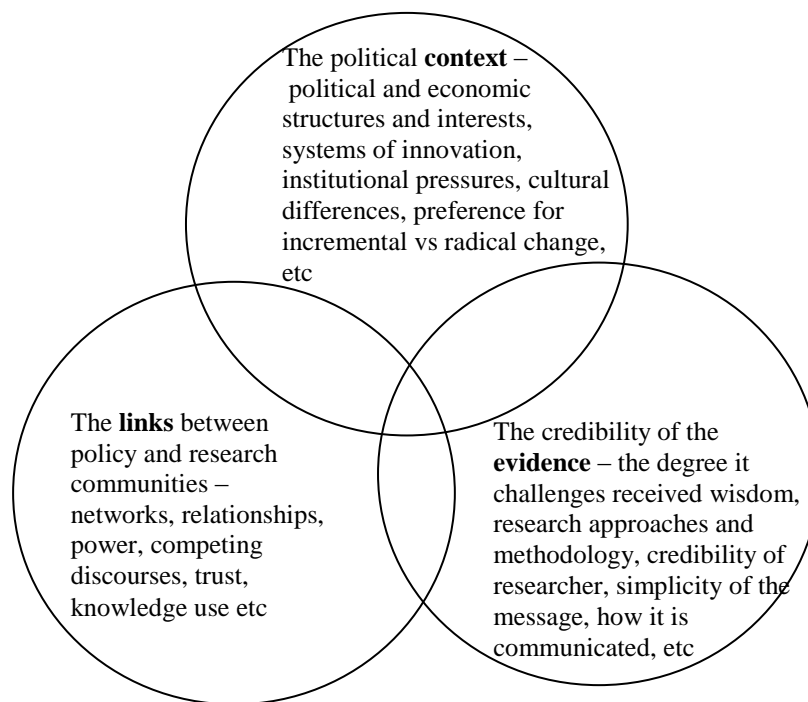 The political context –
political and economic
structures and interests,
systems of innovation,
institutional pressures, cultural
differences, preference for
incremental vs radical change,
etc
The links between
policy and research
communities –
networks, relationships,
power, competing
discourses, trust,
knowledge use etc
The credibility of the
evidence – the degree it
challenges received wisdom,
research approaches and
methodology, credibility of
researcher, simplicity of the
message, how it is
communicated, etc